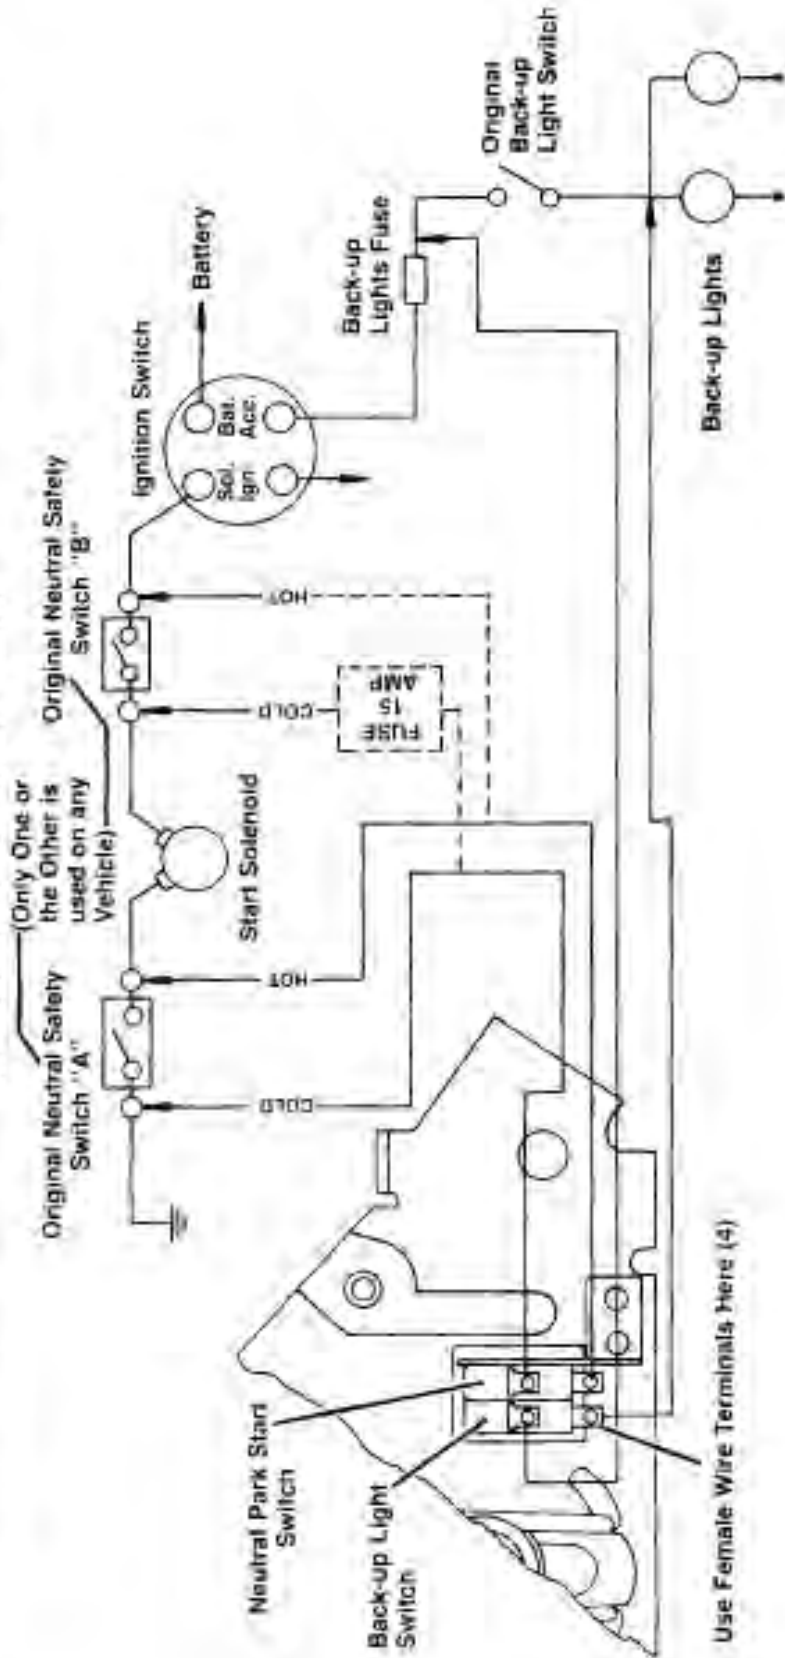 (Only One or
the Other is
used on any
Vehicle)
Original Neutral Safety
Switch "A"
Original Neutral Safely
Switch "B"
Ignition Switch
Battery
Sol.
Bat.
Ign
Acc.
Start Solenoid
Back-up
Lights Fuse
Original
Back-up
Light Switch
COLD
HOT
COLD
HOT
FUSE
15
AMP
Back-up Lights
Neutral Park Start
Switch
Back-up Light
Switch
Use Female Wire Terminals Here (4)